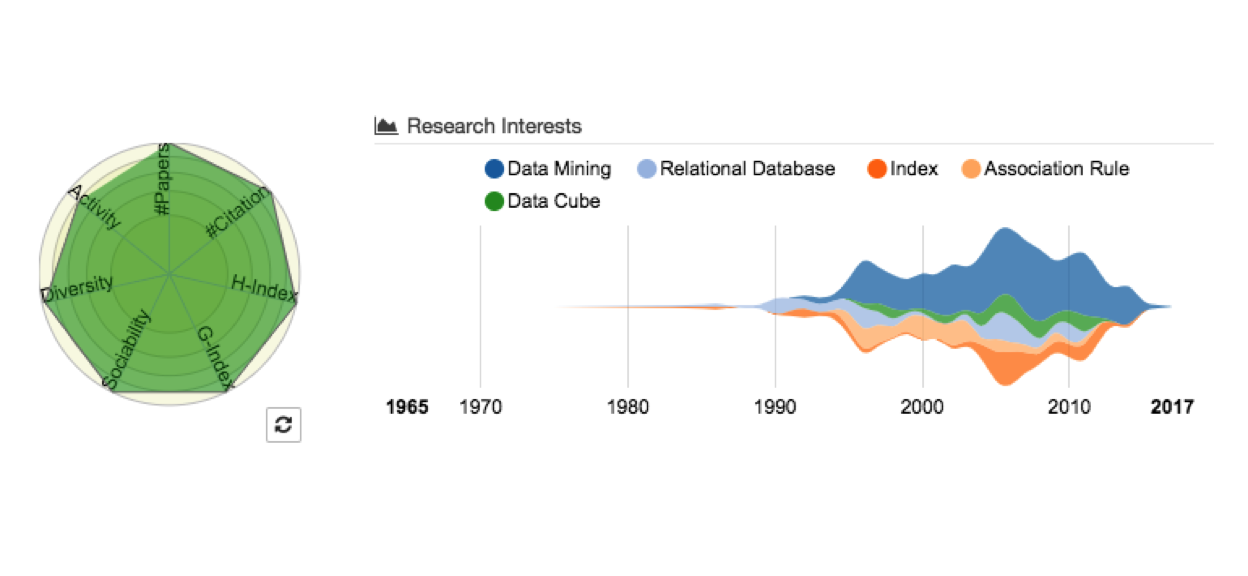 #Papers
#Citation
H-Index
G-Index
Sociability
Diversity
Activity
Research Interests
Data Mining Relational Database Index Association Rule
Data Cube
1965 1970 1980 1990 2000 2010 2017